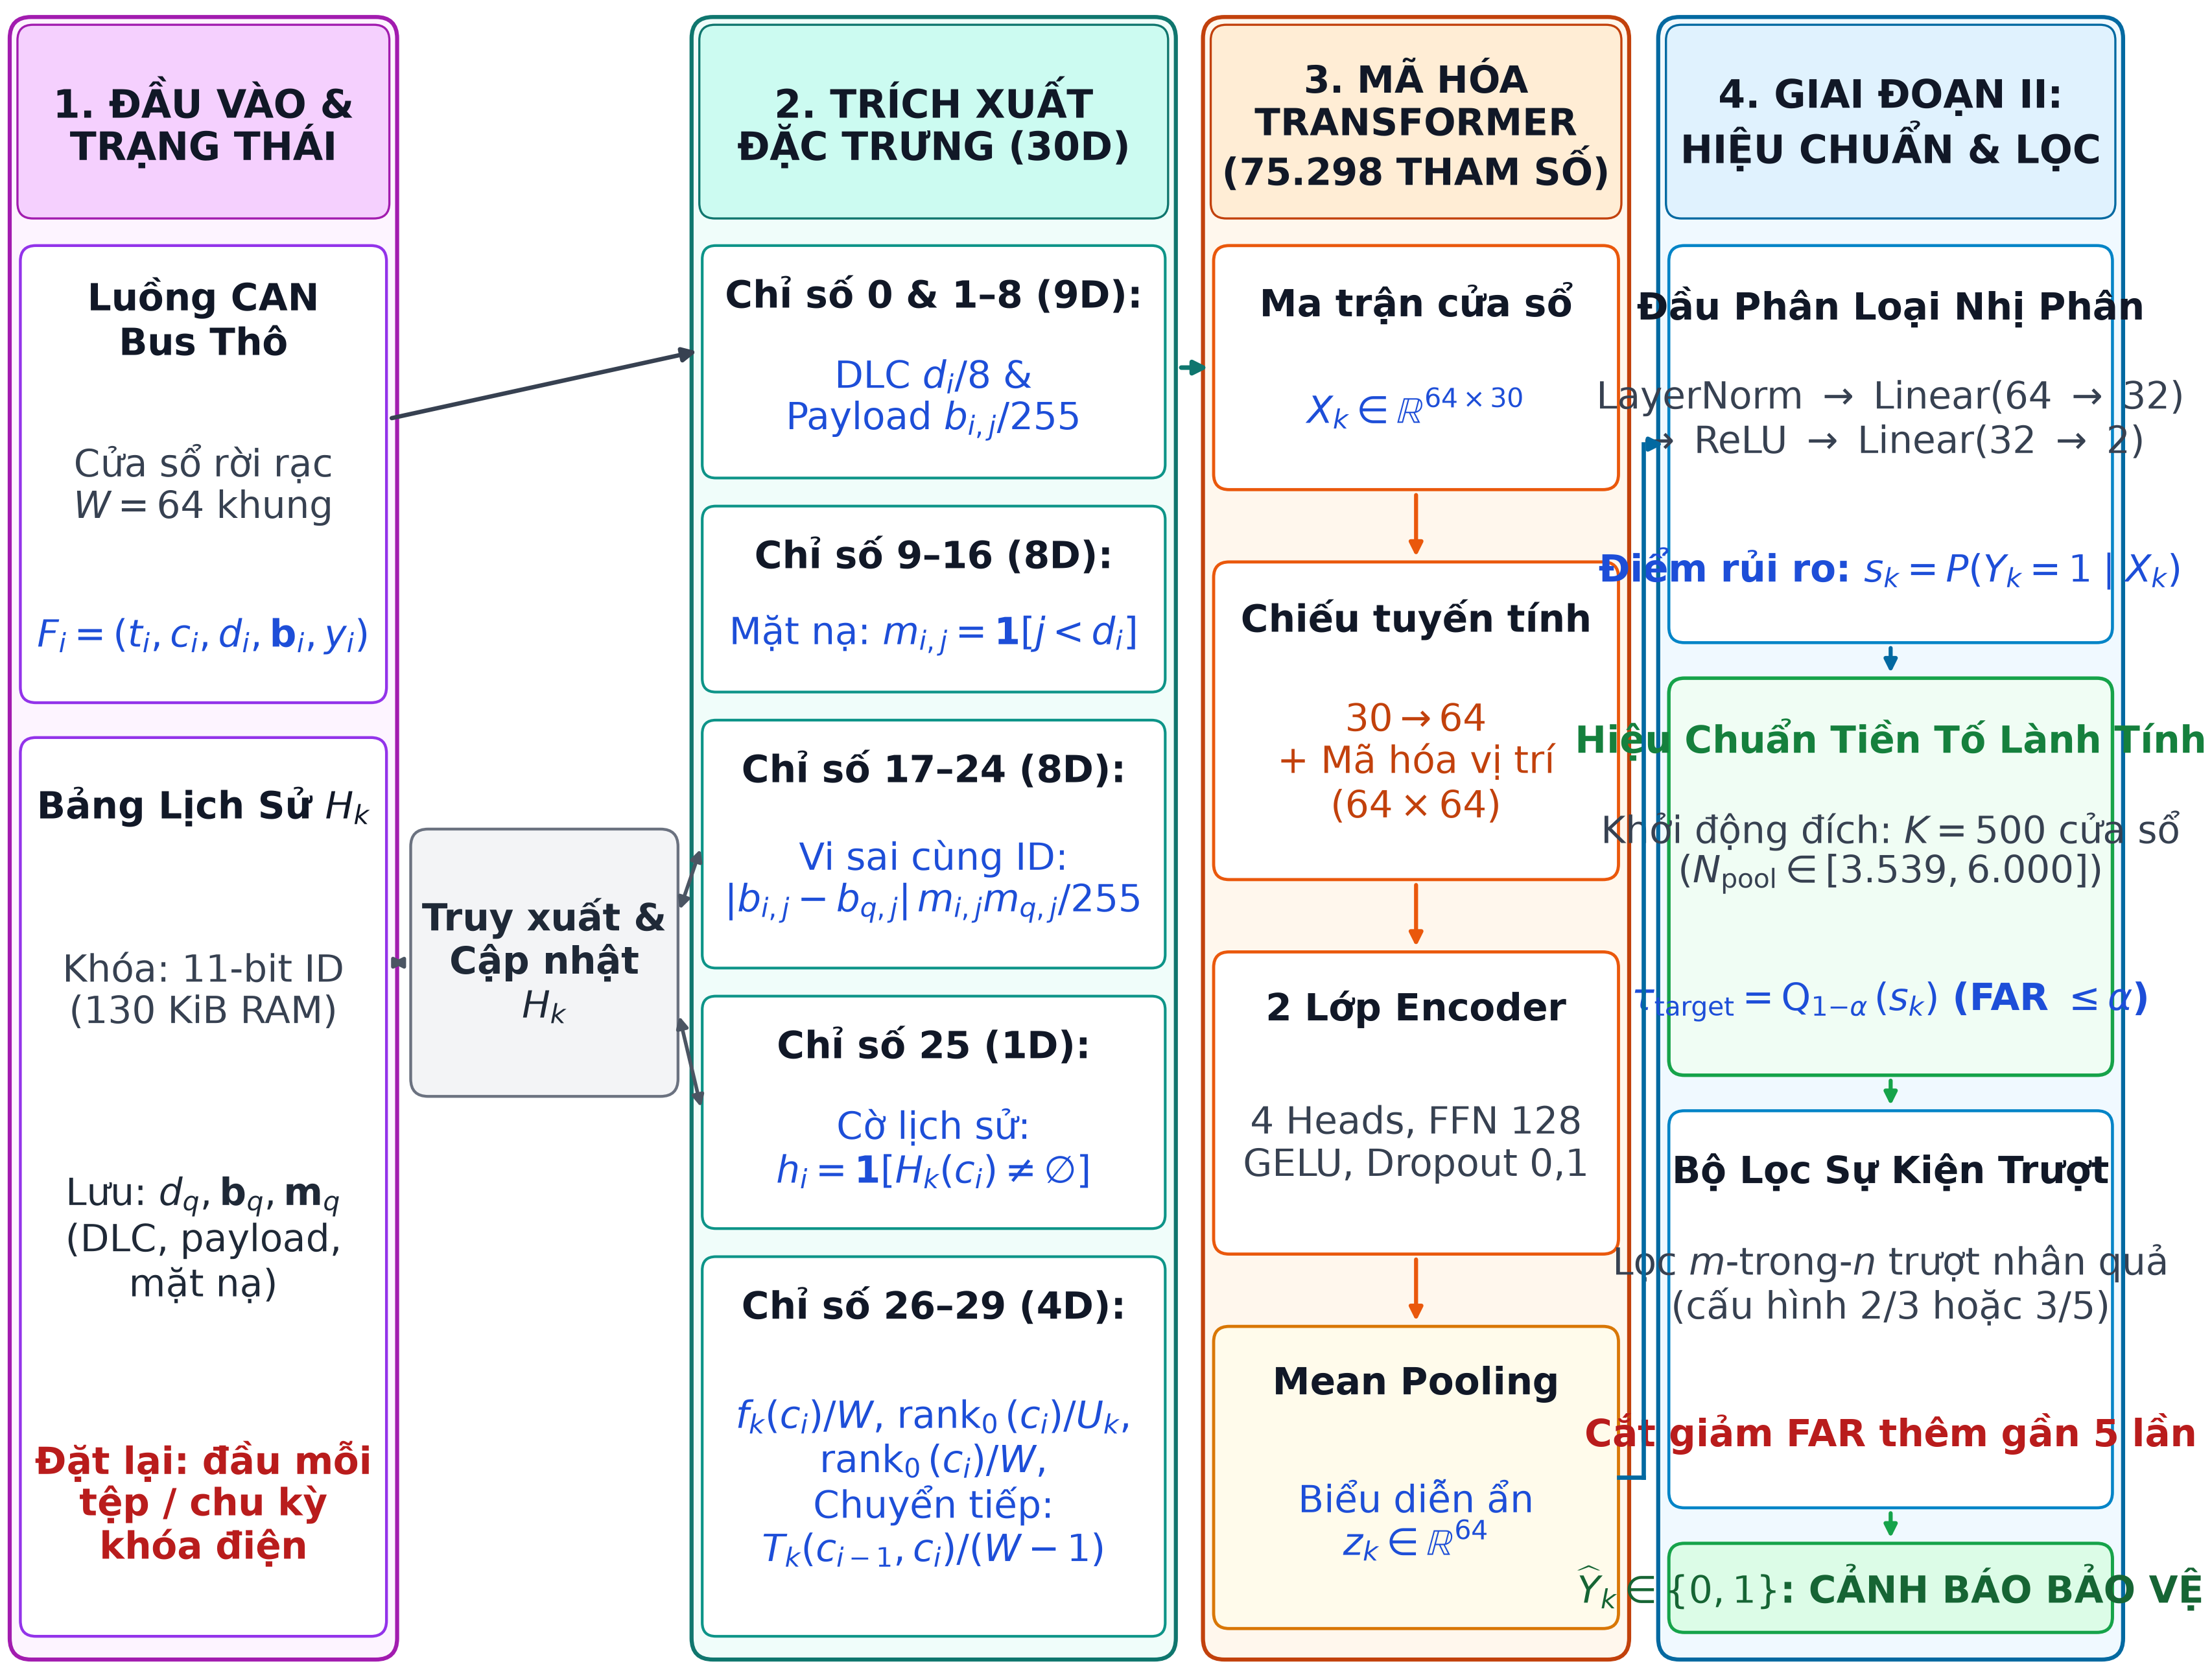 1. ĐẦU VÀO &
TRẠNG THÁI
Luồng CAN
Bus Thô
Cửa sổ rời rạc
W = 64 khung
F_i = (t_i, c_i, d_i, b_i, y_i)
Bảng Lịch Sử H_k
Khóa: 11-bit ID
(130 KiB RAM)
Lưu: d_q, b_q, m_q
(DLC, payload,
mặt nạ)
Đặt lại: đầu mỗi
tệp / chu kỳ
khóa điện
Truy xuất &
Cập nhật
H_k
2. TRÍCH XUẤT
ĐẶC TRƯNG (30D)
Chỉ số 0 & 1–8 (9D):
DLC d_i/8 &
Payload b_{i,j}/255
Chỉ số 9–16 (8D):
Mặt nạ: m_{i,j} = 1[j < d_i]
Chỉ số 17–24 (8D):
Vi sai cùng ID:
|b_{i,j} − b_{q,j}| m_{i,j}m_{q,j}/255
Chỉ số 25 (1D):
Cờ lịch sử:
h_i = 1[H_k(c_i) ≠ ∅]
Chỉ số 26–29 (4D):
f_k(c_i)/W, rank_0 (c_i)/U_k,
rank_0 (c_i)/W,
Chuyển tiếp:
T_k(c_{i−1}, c_i)/(W − 1)
3. MÃ HÓA
TRANSFORMER
(75.298 THAM SỐ)
Ma trận cửa sổ
X_k ∈ ℝ^{64×30}
Chiếu tuyến tính
30 → 64
+ Mã hóa vị trí
(64 × 64)
2 Lớp Encoder
4 Heads, FFN 128
GELU, Dropout 0,1
Mean Pooling
Biểu diễn ẩn
z_k ∈ ℝ^{64}
4. GIAI ĐOẠN II:
HIỆU CHUẨN & LỌC
Đầu Phân Loại Nhị Phân
LayerNorm → Linear(64 → 32)
→ ReLU → Linear(32 → 2)
Điểm rủi ro: s_k = P(Y_k = 1 | X_k)
Hiệu Chuẩn Tiền Tố Lành Tính
Khởi động đích: K = 500 cửa sổ
(N_pool ∈ [3.539, 6.000])
τ_target = Q_{1−α} (s_k) (FAR ≤ α)
Bộ Lọc Sự Kiện Trượt
Lọc m-trong-n trượt nhân quả
(cấu hình 2/3 hoặc 3/5)
Cắt giảm FAR thêm gần 5 lần
Ŷ_k ∈ {0, 1}: CẢNH BÁO BẢO VỆ